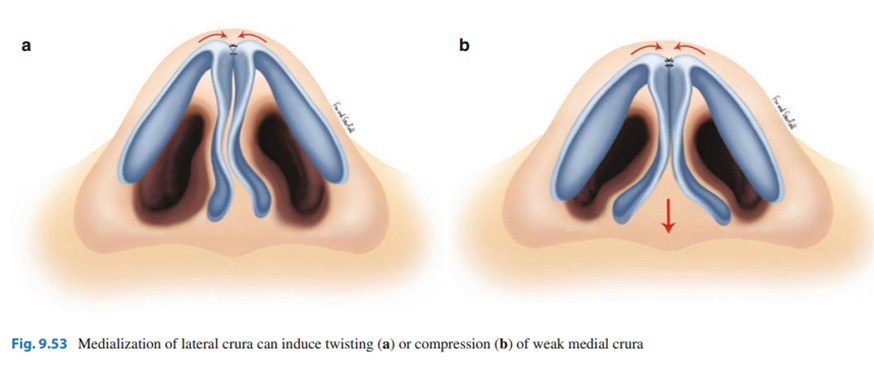 a
b
Fig. 9.53 Medialization of lateral crura can induce twisting (a) or compression (b) of weak medial crura